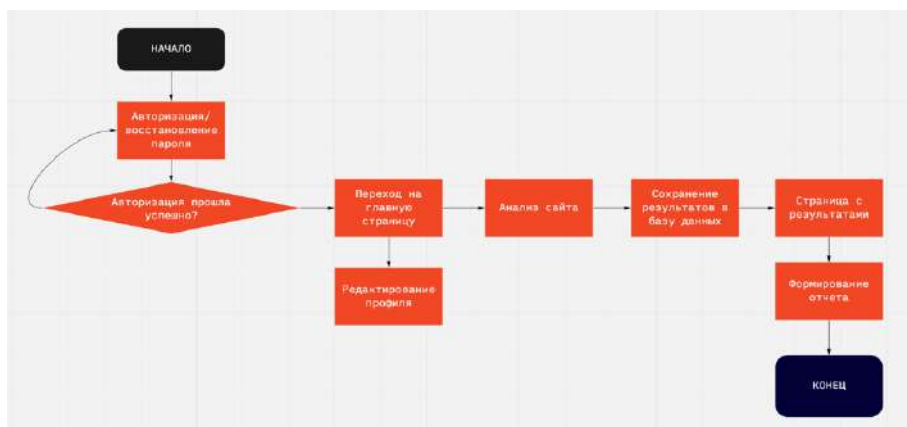 НАЧАЛО
Авторизация/
восстановление
пароля
Авторизация прошла
успешно?
Переход на
главную
страницу
Анализ сайта
Сохранение
результатов в
базу данных
Страница с
результатами
Редактирование
профиля
Формирование
отчета
КОНЕЦ